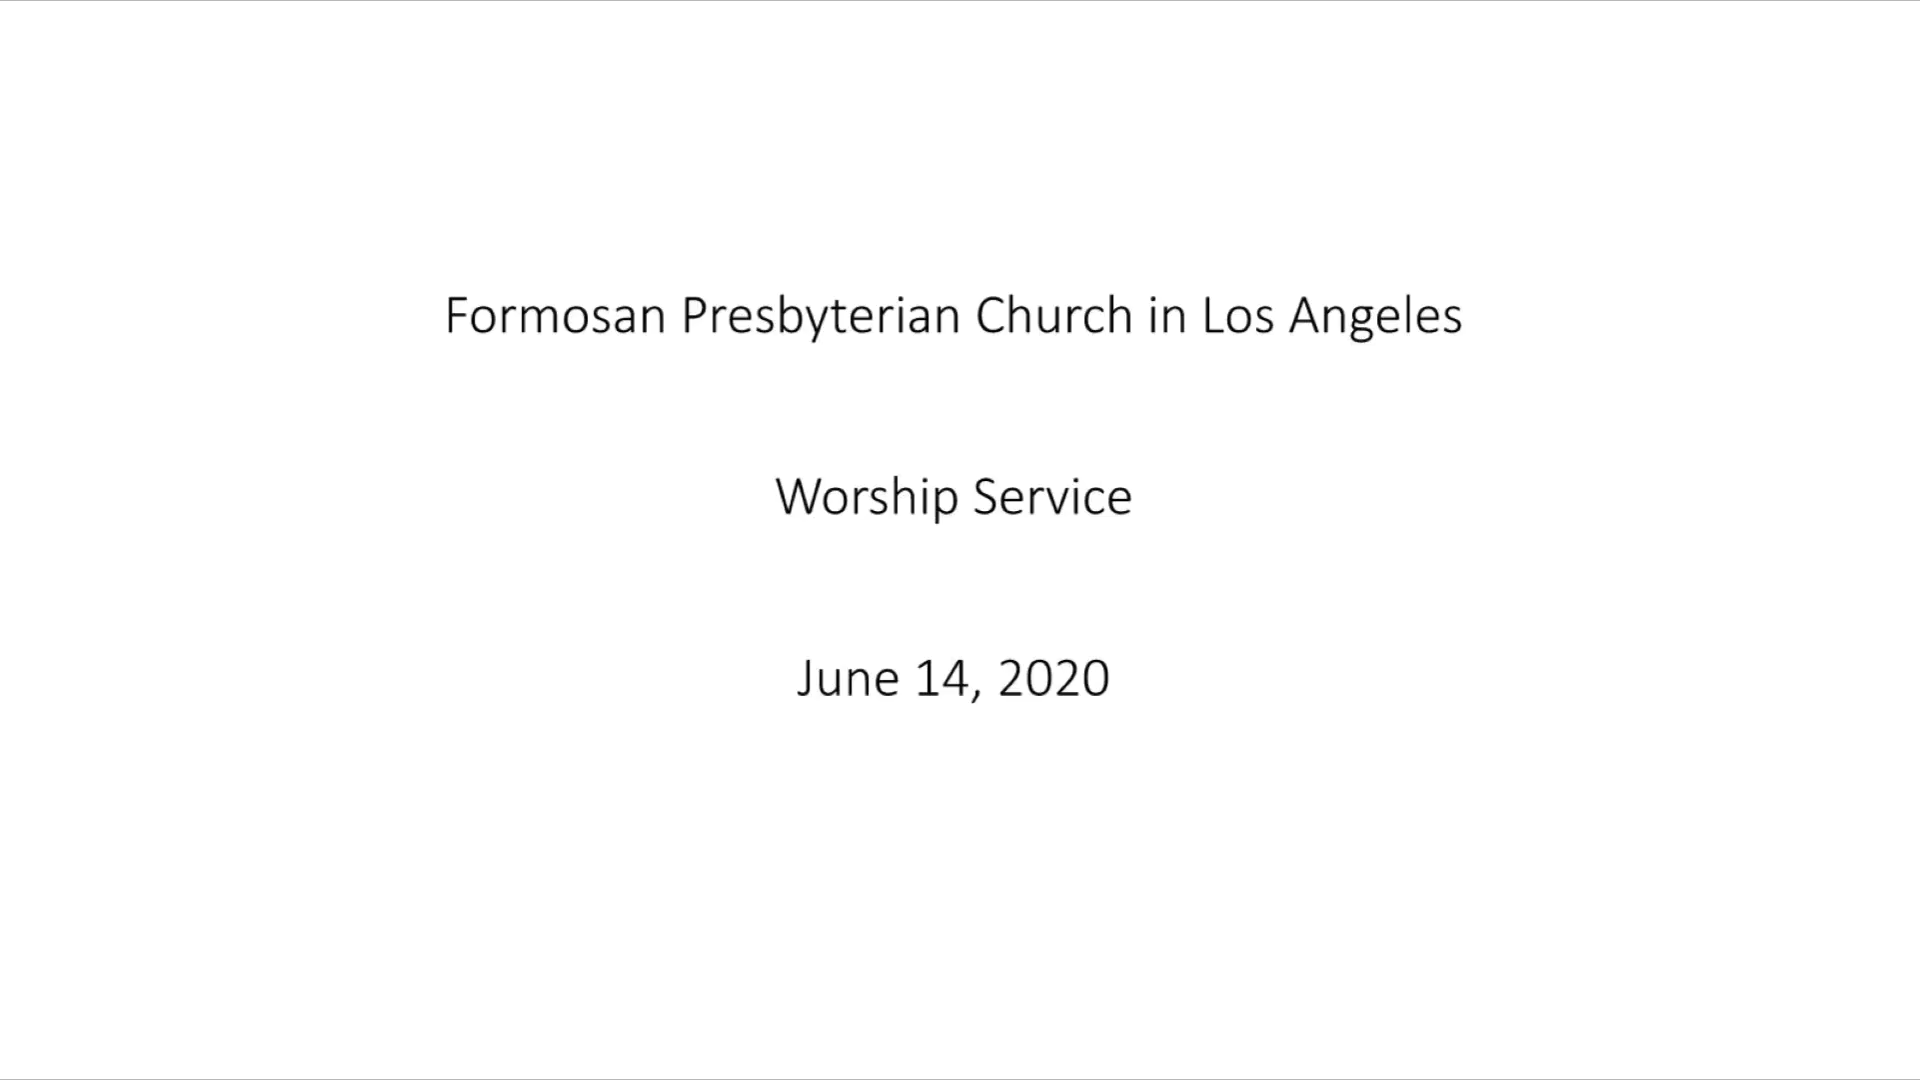 Formosan Presbyterian Church in Los Angeles
Worship Service
June 14, 2020